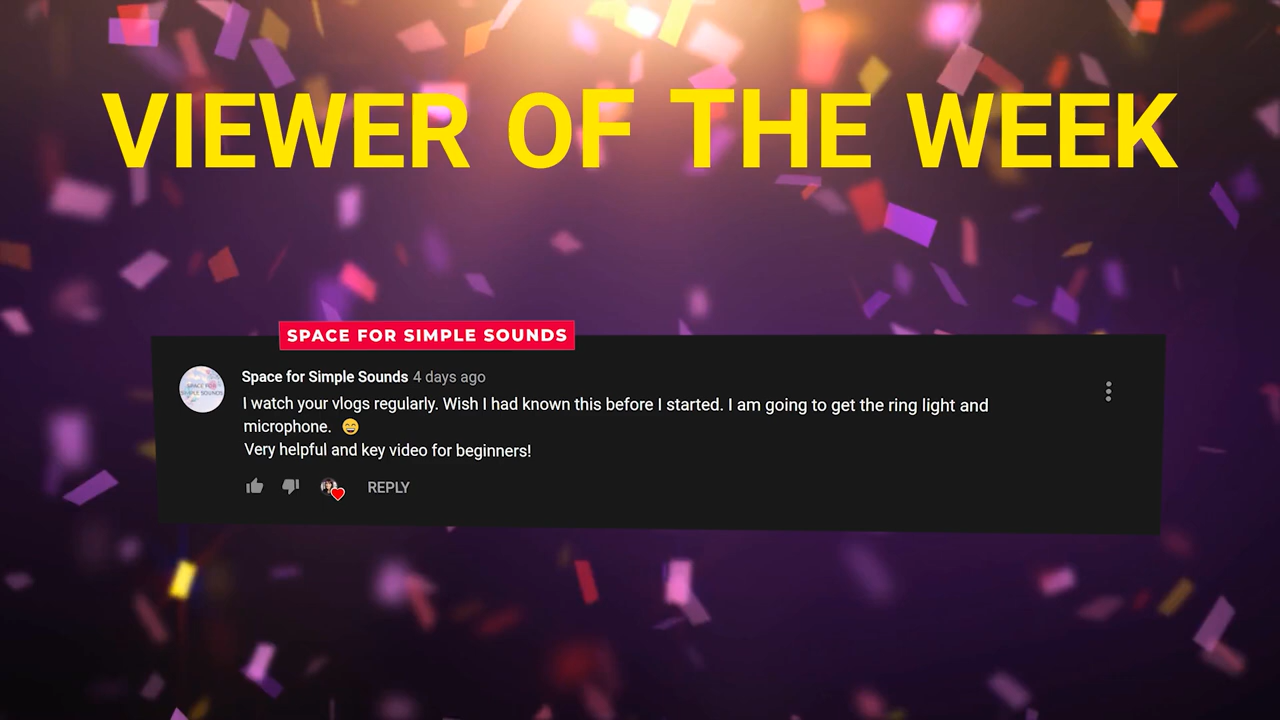 VIEWER OF THE WEEK
SPACE FOR SIMPLE SOUNDS
Space for Simple Sounds 4 days ago
I watch your vlogs regularly. Wish I had known this before I started. I am going to get the ring light and
microphone. 😄
Very helpful and key video for beginners!
REPLY